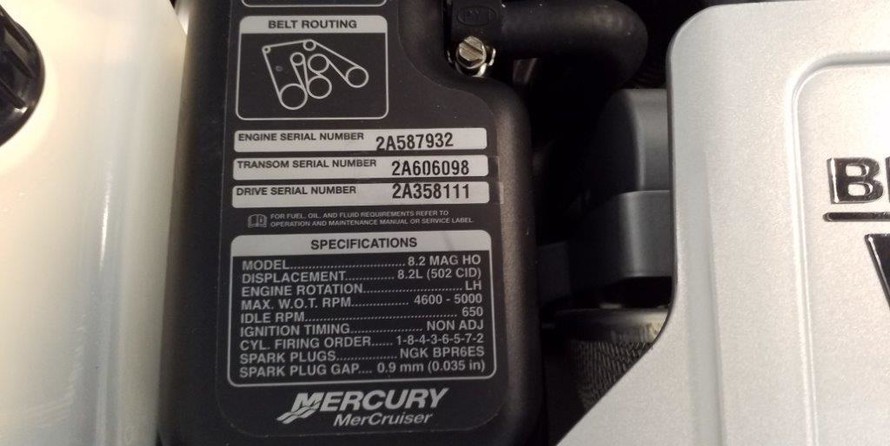 BELT ROUTING
ENGINE SERIAL NUMBER 2A587932
TRANSOM SERIAL NUMBER 2A606098
DRIVE SERIAL NUMBER 2A358111
FOR FUEL, OIL, AND FLUID REQUIREMENTS REFER TO
OPERATION AND MAINTENANCE MANUAL OR SERVICE LABEL
SPECIFICATIONS
MODEL.............................. 8.2 MAG HO
DISPLACEMENT............. 8.2L (502 CID)
ENGINE ROTATION.......................... LH
MAX. W.O.T. RPM............... 4600 - 5000
IDLE RPM........................................ 650
IGNITION TIMING................... NON ADJ
CYL. FIRING ORDER...... 1-8-4-3-6-5-7-2
SPARK PLUGS................ NGK BPR6ES
SPARK PLUG GAP.... 0.9 mm (0.035 in)
MERCURY
MerCruiser